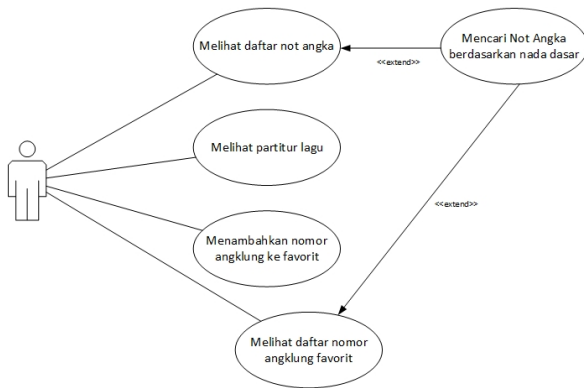 Melihat daftar not angka
Mencari Not Angka
berdasarkan nada dasar
<<extend>>
Melihat partitur lagu
<<extend>>
Menambahkan nomor
angklung ke favorit
Melihat daftar nomor
angklung favorit